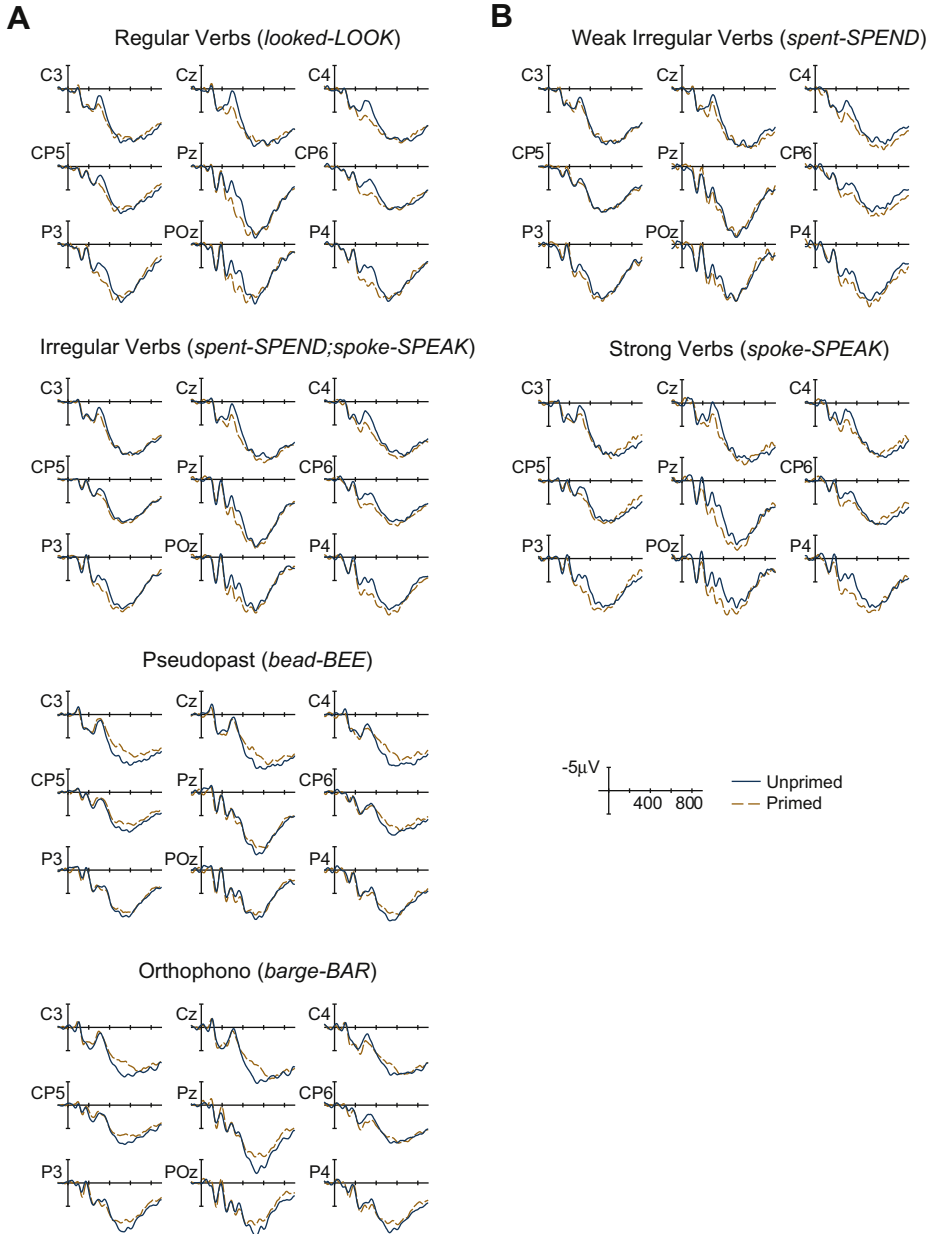 A
Regular Verbs (looked-LOOK)
C3 Cz C4
CP5 Pz CP6
P3 POz P4
Irregular Verbs (spent-SPEND;spoke-SPEAK)
C3 Cz C4
CP5 Pz CP6
P3 POz P4
Pseudopast (bead-BEE)
C3 Cz C4
CP5 Pz CP6
P3 POz P4
Orthophono (barge-BAR)
C3 Cz C4
CP5 Pz CP6
P3 POz P4
B
Weak Irregular Verbs (spent-SPEND)
C3 Cz C4
CP5 Pz CP6
P3 POz P4
Strong Verbs (spoke-SPEAK)
C3 Cz C4
CP5 Pz CP6
P3 POz P4
-5µV
400 800
Unprimed
Primed